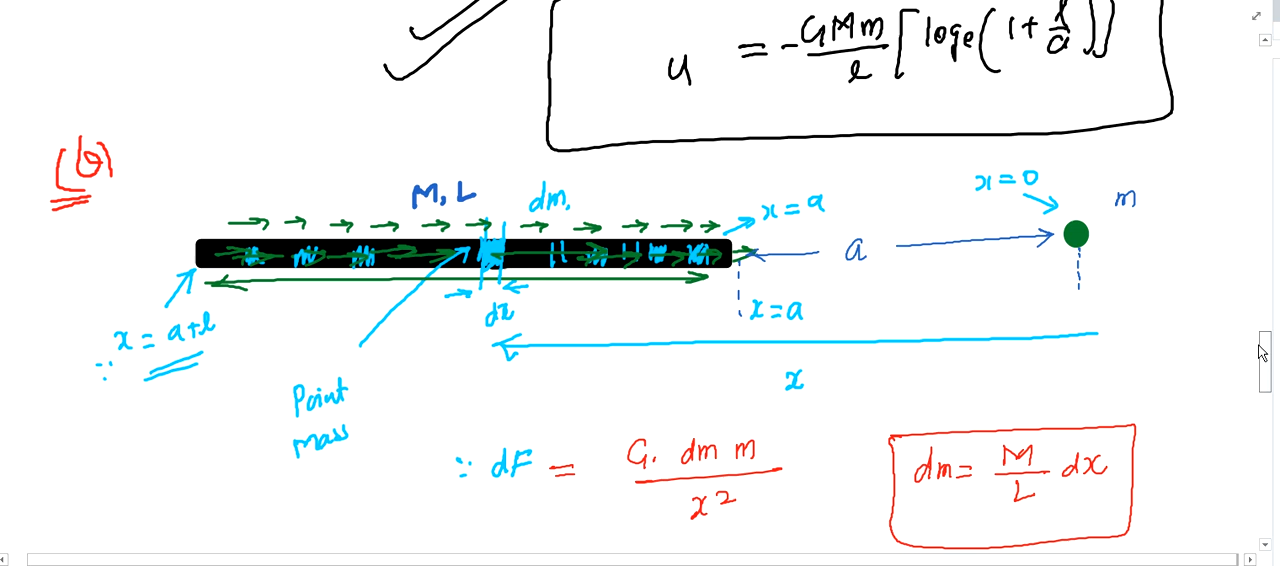 u = -GMm/l [loge(1+l/a)]
(b)
M, L
dm,
x=0
m
x=a
a
x=a
dx
x = a+l
x
Point
mass
∵ dF = G. dm m / x²
dm = M/L dx